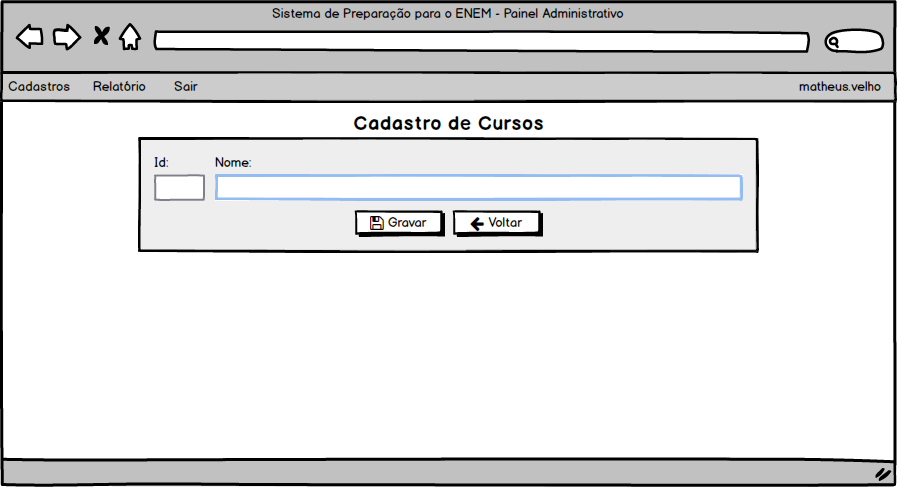 Sistema de Preparação para o ENEM - Painel Administrativo
Cadastros Relatório Sair matheus.velho
Cadastro de Cursos
Id: Nome:
Gravar Voltar